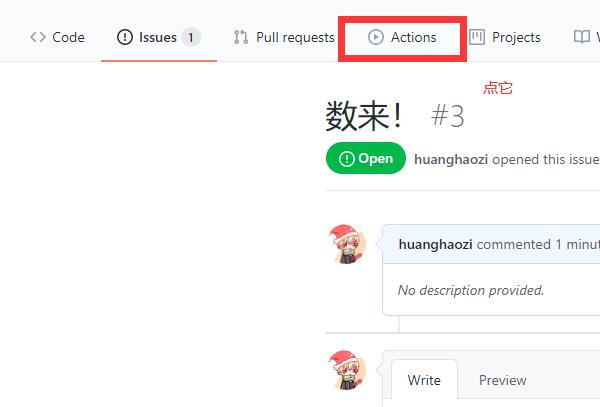 Code Issues 1 Pull requests Actions Projects
点它
数来！ #3
Open huanghaozi opened this issue
huanghaozi commented 1
No description provided.
Write Preview